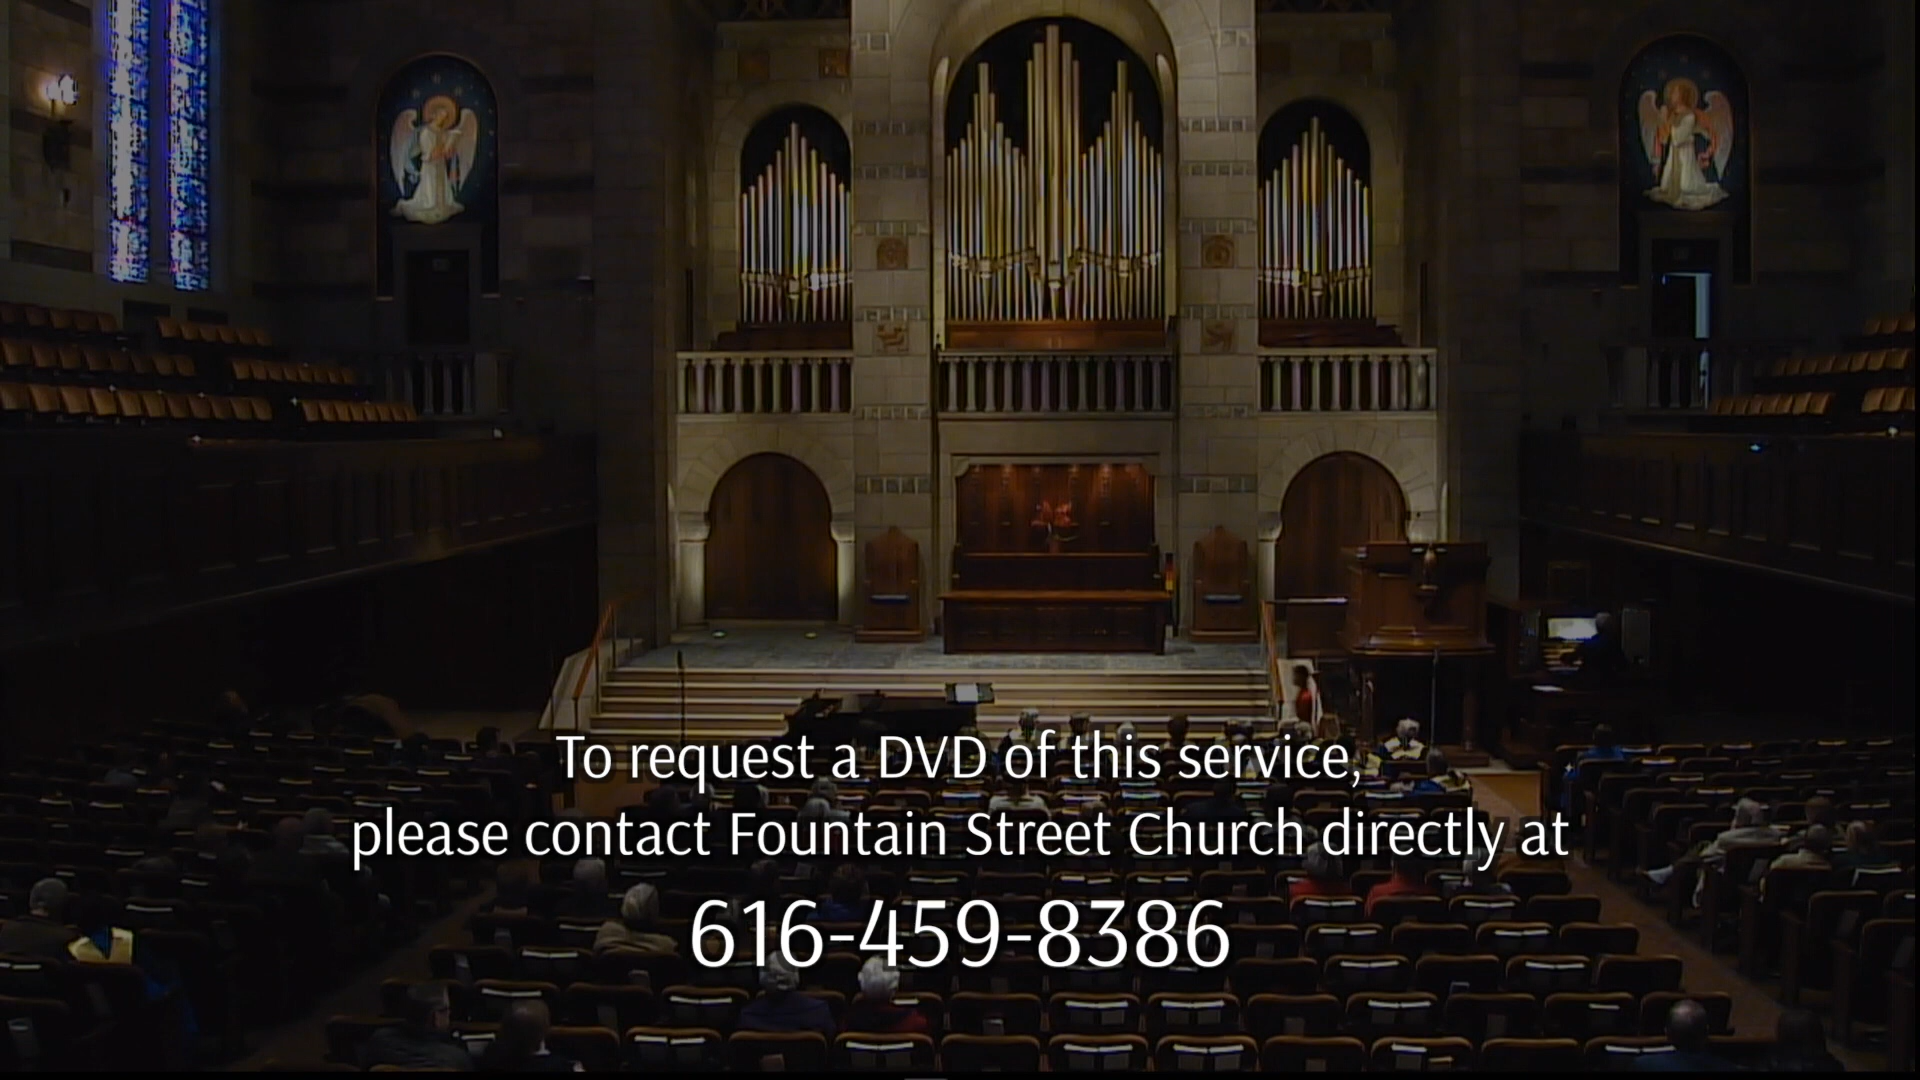 To request a DVD of this service,
please contact Fountain Street Church directly at
616-459-8386